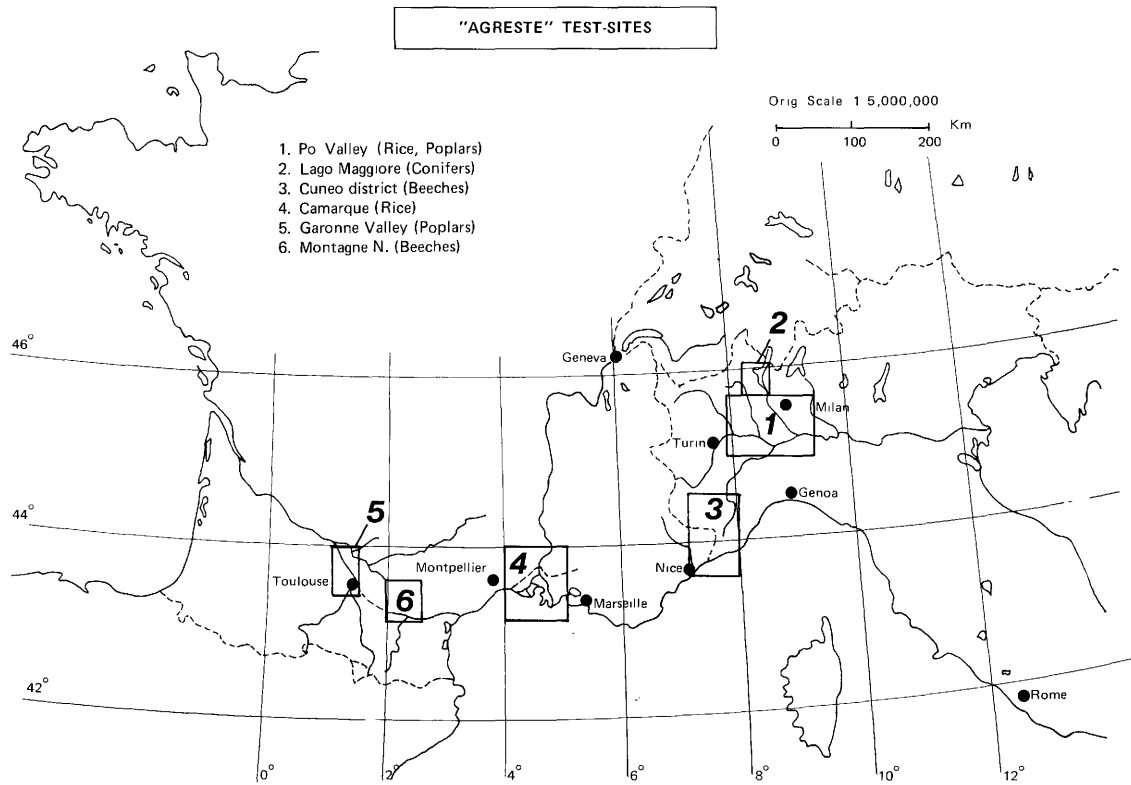 "AGRESTE" TEST-SITES
Orig Scale 1 5,000,000
Km
0 100 200
1. Po Valley (Rice, Poplars)
2. Lago Maggiore (Conifers)
3. Cuneo district (Beeches)
4. Camarque (Rice)
5. Garonne Valley (Poplars)
6. Montagne N. (Beeches)
2
46°
Geneva
1
Milan
Turin
Genoa
3
44°
5
Montpellier
4
Nice
Toulouse
6
Marseille
42°
Rome
0° 2° 4° 6° 8° 10° 12°